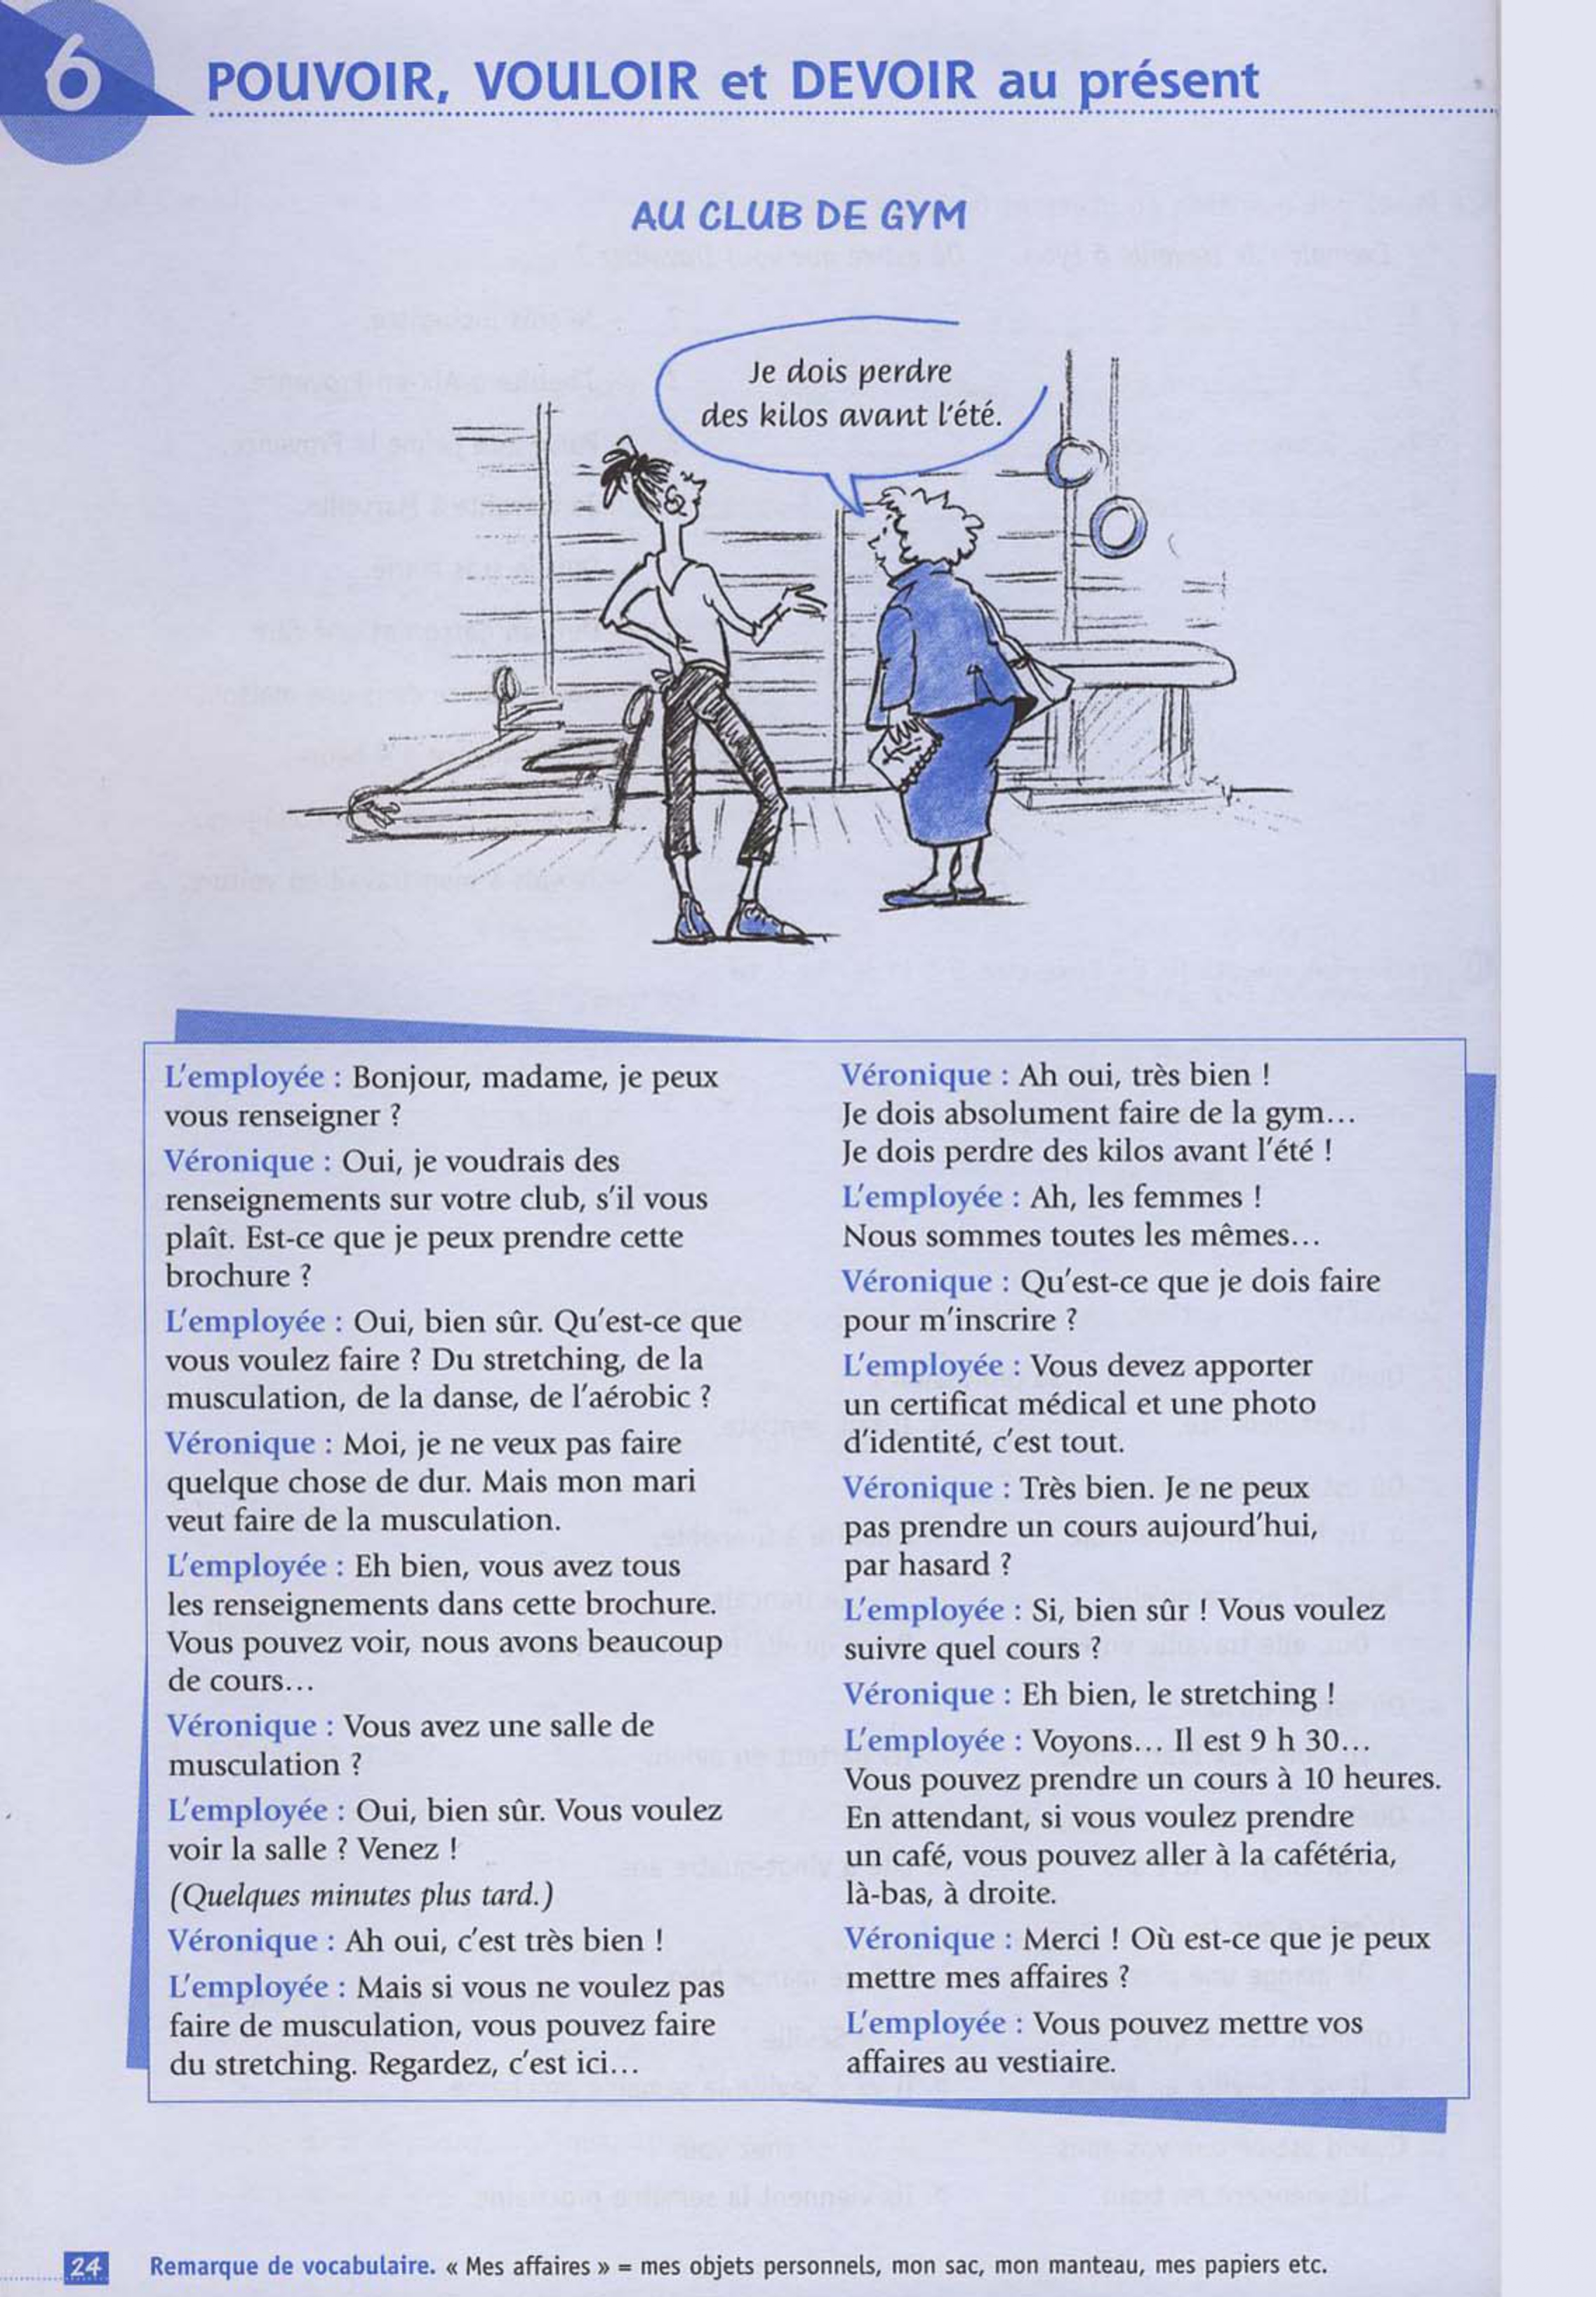 6
POUVOIR, VOULOIR et DEVOIR au présent
AU CLUB DE GYM
Je dois perdre
des kilos avant l'été.
L'employée : Bonjour, madame, je peux
vous renseigner ?
Véronique : Oui, je voudrais des
renseignements sur votre club, s'il vous
plaît. Est-ce que je peux prendre cette
brochure ?
L'employée : Oui, bien sûr. Qu'est-ce que
vous voulez faire ? Du stretching, de la
musculation, de la danse, de l'aérobic ?
Véronique : Moi, je ne veux pas faire
quelque chose de dur. Mais mon mari
veut faire de la musculation.
L'employée : Eh bien, vous avez tous
les renseignements dans cette brochure.
Vous pouvez voir, nous avons beaucoup
de cours…
Véronique : Vous avez une salle de
musculation ?
L'employée : Oui, bien sûr. Vous voulez
voir la salle ? Venez !
(Quelques minutes plus tard.)
Véronique : Ah oui, c'est très bien !
L'employée : Mais si vous ne voulez pas
faire de musculation, vous pouvez faire
du stretching. Regardez, c'est ici…
Véronique : Ah oui, très bien !
Je dois absolument faire de la gym…
Je dois perdre des kilos avant l'été !
L'employée : Ah, les femmes !
Nous sommes toutes les mêmes…
Véronique : Qu'est-ce que je dois faire
pour m'inscrire ?
L'employée : Vous devez apporter
un certificat médical et une photo
d'identité, c'est tout.
Véronique : Très bien. Je ne peux
pas prendre un cours aujourd'hui,
par hasard ?
L'employée : Si, bien sûr ! Vous voulez
suivre quel cours ?
Véronique : Eh bien, le stretching !
L'employée : Voyons… Il est 9 h 30…
Vous pouvez prendre un cours à 10 heures.
En attendant, si vous voulez prendre
un café, vous pouvez aller à la cafétéria,
là-bas, à droite.
Véronique : Merci ! Où est-ce que je peux
mettre mes affaires ?
L'employée : Vous pouvez mettre vos
affaires au vestiaire.
24
Remarque de vocabulaire. « Mes affaires » = mes objets personnels, mon sac, mon manteau, mes papiers etc.